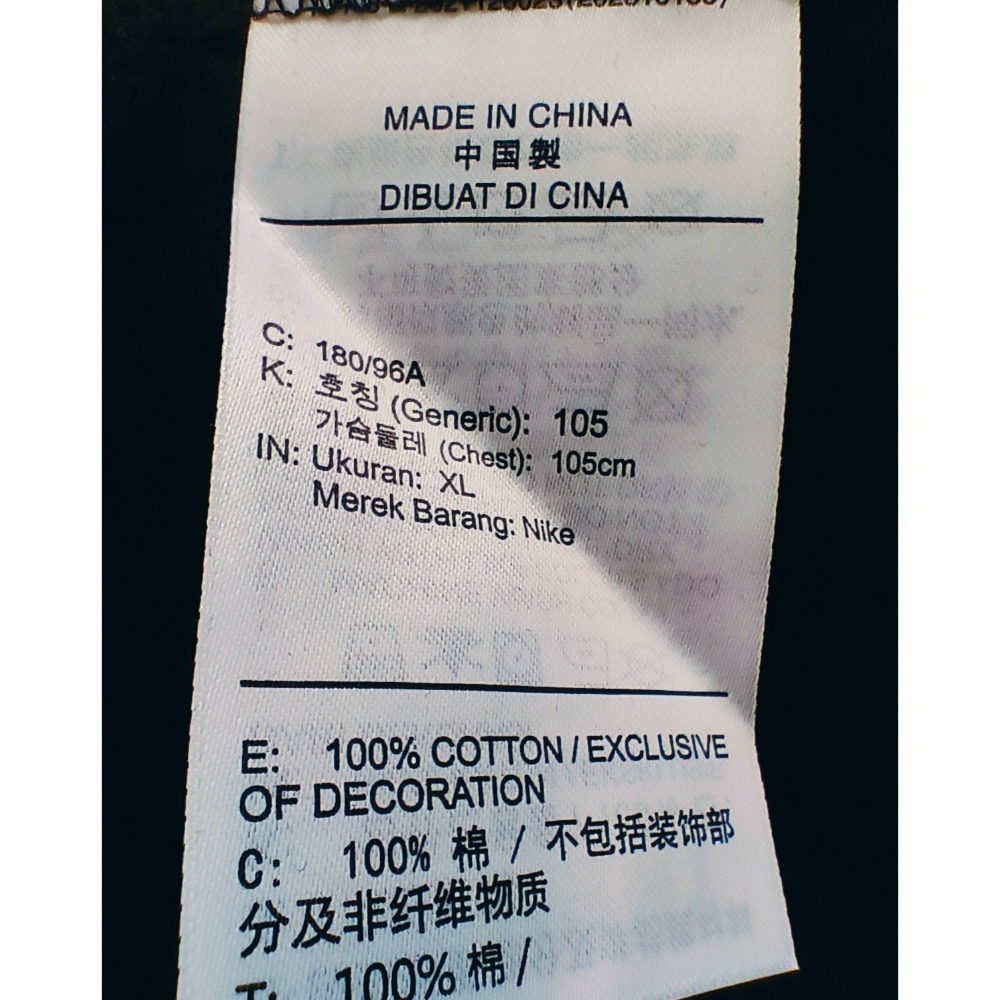 MADE IN CHINA
中国製
DIBUAT DI CINA
C: 180/96A
K: 호칭 (Generic): 105
가슴둘레 (Chest): 105cm
IN: Ukuran: XL
Merek Barang: Nike
E: 100% COTTON / EXCLUSIVE
OF DECORATION
C: 100% 棉 / 不包括装饰部
分及非纤维物质
T: 100% 棉 /